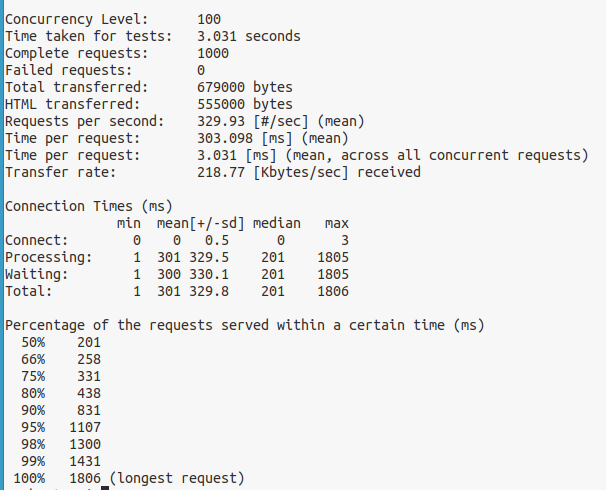 Concurrency Level:      100
Time taken for tests:   3.031 seconds
Complete requests:      1000
Failed requests:        0
Total transferred:      679000 bytes
HTML transferred:       555000 bytes
Requests per second:    329.93 [#/sec] (mean)
Time per request:       303.098 [ms] (mean)
Time per request:       3.031 [ms] (mean, across all concurrent requests)
Transfer rate:          218.77 [Kbytes/sec] received

Connection Times (ms)
              min  mean[+/-sd] median   max
Connect:        0    0   0.5      0       3
Processing:     1  301 329.5    201    1805
Waiting:        1  300 330.1    201    1805
Total:          1  301 329.8    201    1806

Percentage of the requests served within a certain time (ms)
  50%    201
  66%    258
  75%    331
  80%    438
  90%    831
  95%   1107
  98%   1300
  99%   1431
 100%   1806 (longest request)